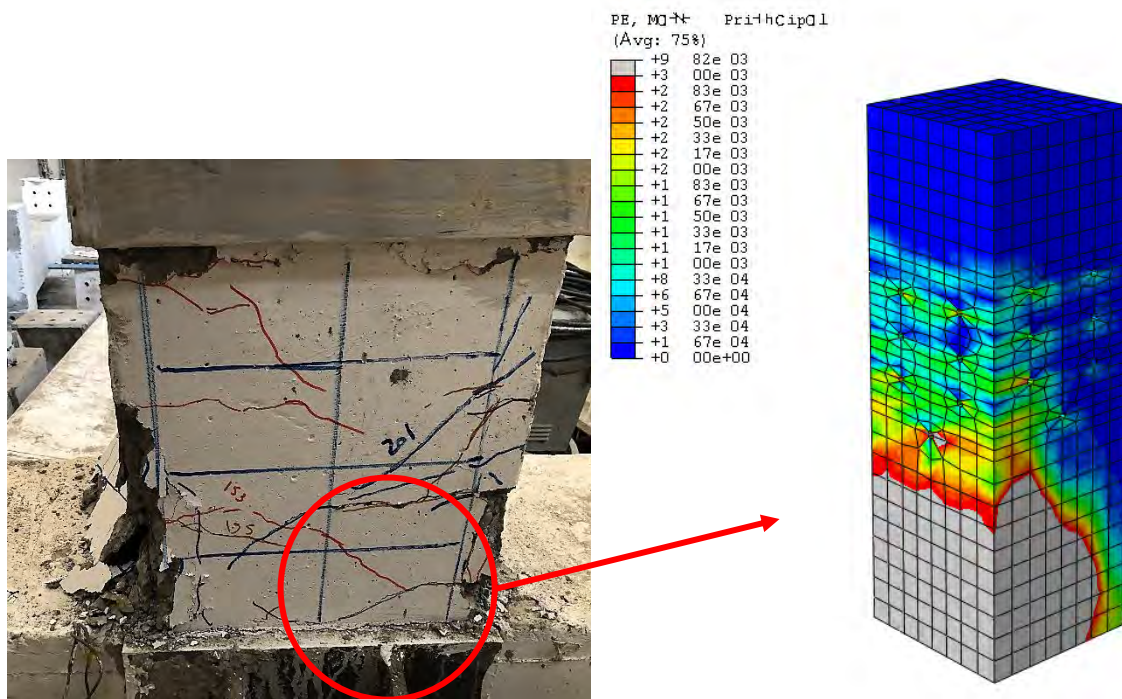 PE, Ma Principal
(Avg: 75%)
+9 82e 03
+3 00e 03
+2 83e 03
+2 67e 03
+2 50e 03
+2 33e 03
+2 17e 03
+2 00e 03
+1 83e 03
+1 67e 03
+1 50e 03
+1 33e 03
+1 17e 03
+1 00e 03
+8 33e 04
+6 67e 04
+5 00e 04
+3 33e 04
+1 67e 04
+0 00e+00
201
153